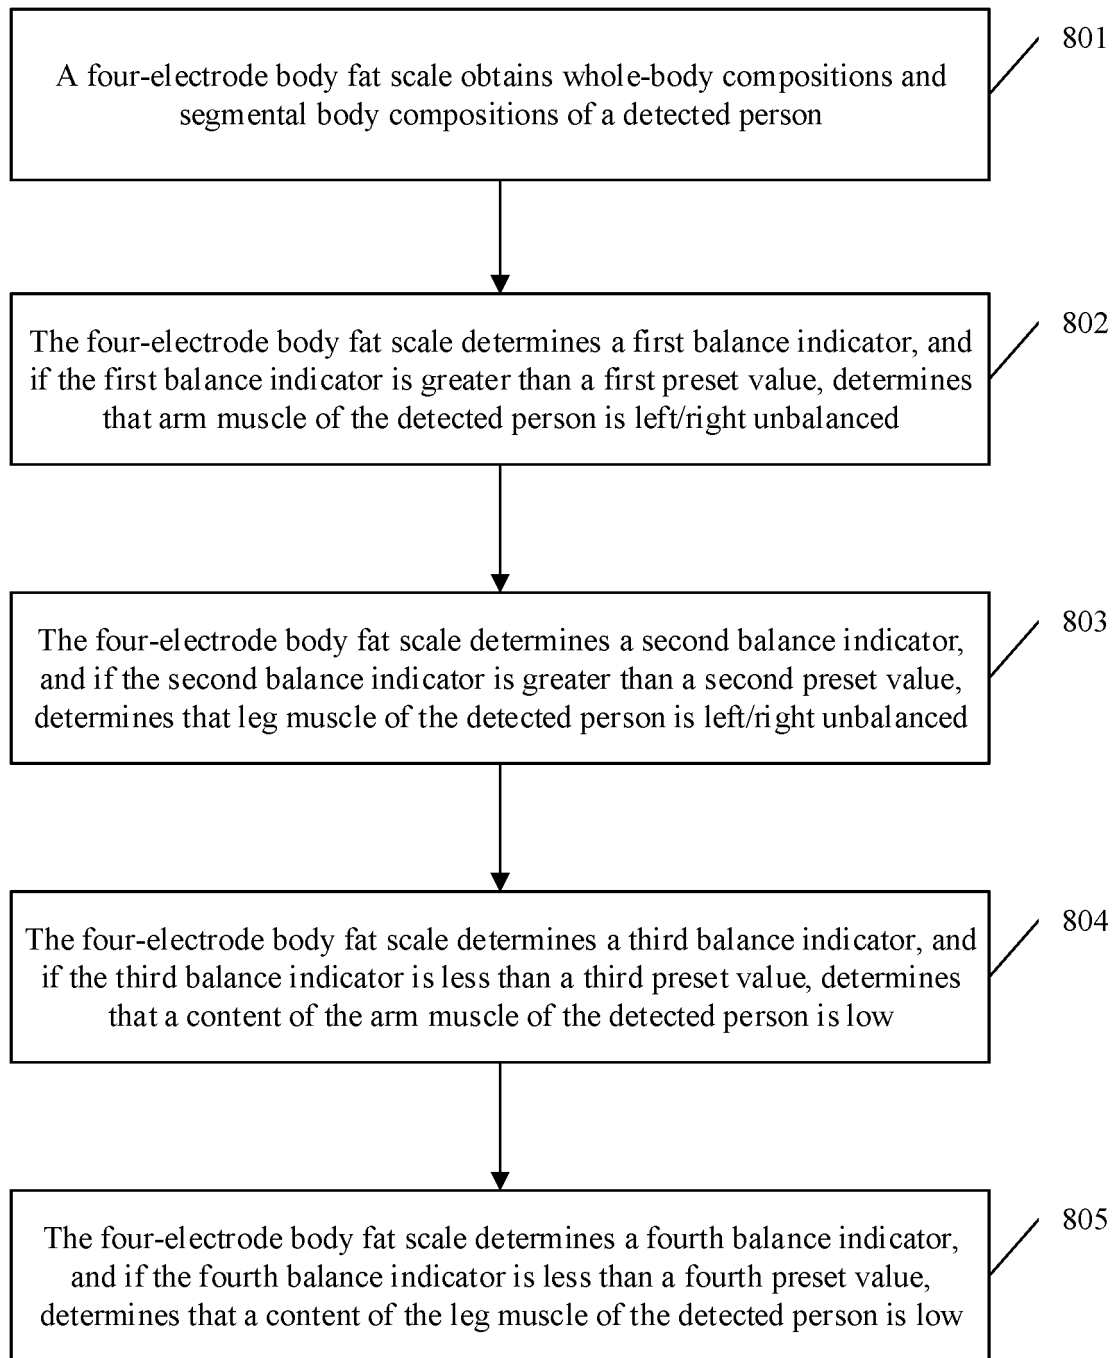 A four-electrode body fat scale obtains whole-body compositions and
segmental body compositions of a detected person
801
The four-electrode body fat scale determines a first balance indicator, and
if the first balance indicator is greater than a first preset value, determines
that arm muscle of the detected person is left/right unbalanced
802
The four-electrode body fat scale determines a second balance indicator,
and if the second balance indicator is greater than a second preset value,
determines that leg muscle of the detected person is left/right unbalanced
803
The four-electrode body fat scale determines a third balance indicator, and
if the third balance indicator is less than a third preset value, determines
that a content of the arm muscle of the detected person is low
804
The four-electrode body fat scale determines a fourth balance indicator,
and if the fourth balance indicator is less than a fourth preset value,
determines that a content of the leg muscle of the detected person is low
805